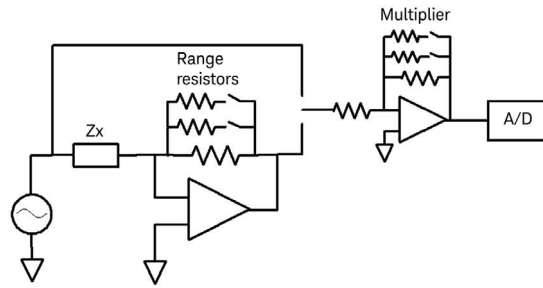 Multiplier
Range
resistors
Zx
A/D